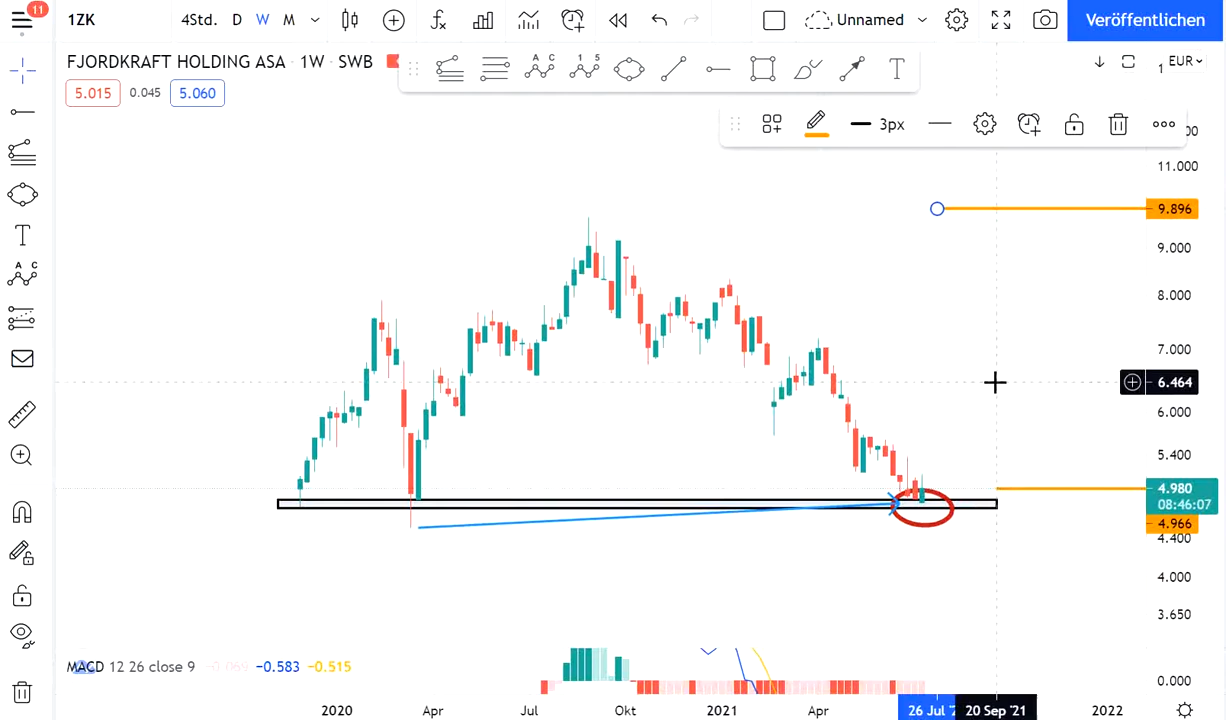 11
1ZK 4Std. D W M Unnamed Veröffentlichen
FJORDKRAFT HOLDING ASA · 1W · SWB
EUR
5.015 0.045 5.060
A C 1 5 T
3px
11.000
9.896
9.000
8.000
7.000
6.464
6.000
5.400
4.980
08:46:07
4.966
4.400
4.000
3.650
MACD 12 26 close 9 −0.583 −0.515
0.000
2020 Apr Jul Okt 2021 Apr 26 Jul 20 Sep '21 2022